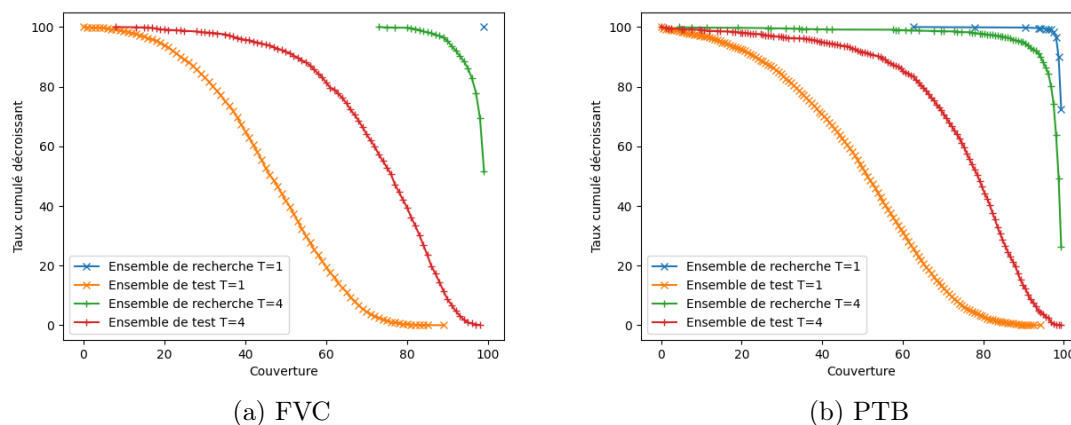 100
80
60
40
20
0
Taux cumulé décroissant
Ensemble de recherche T=1
Ensemble de test T=1
Ensemble de recherche T=4
Ensemble de test T=4
0 20 40 60 80 100
Couverture
(a) FVC
100
80
60
40
20
0
Taux cumulé décroissant
Ensemble de recherche T=1
Ensemble de test T=1
Ensemble de recherche T=4
Ensemble de test T=4
0 20 40 60 80 100
Couverture
(b) PTB